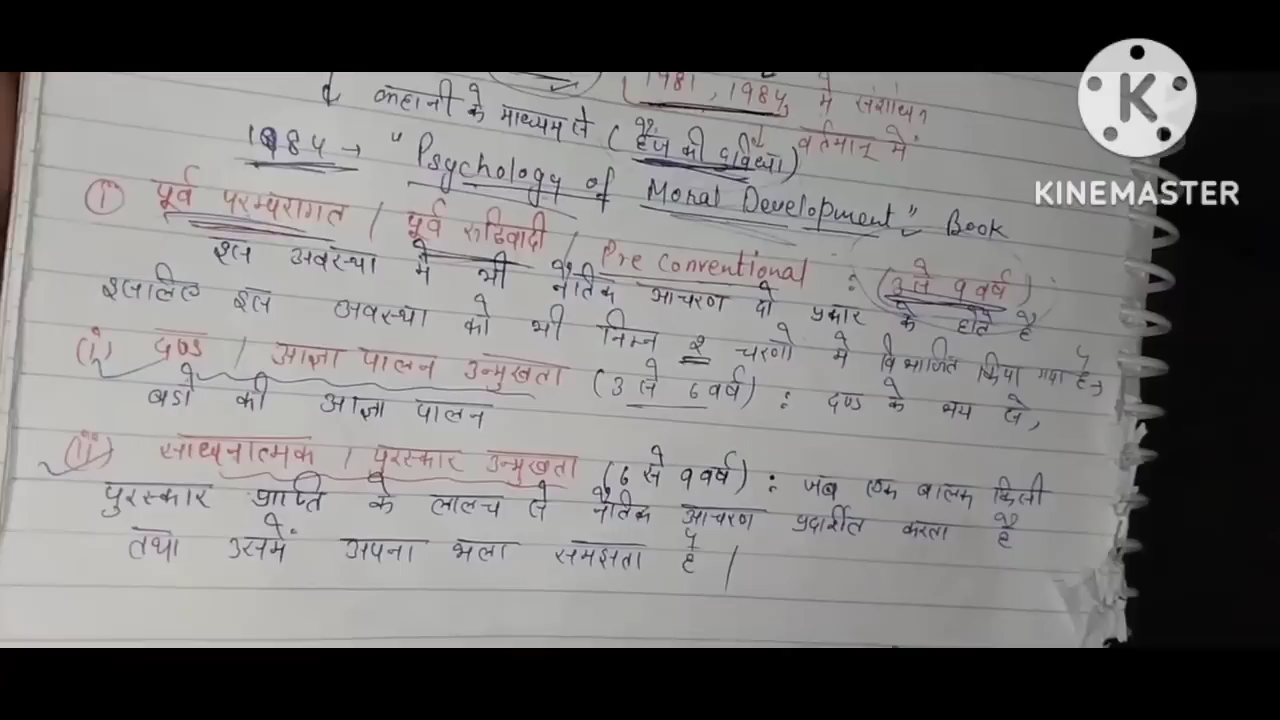 1981, 1984, में संशोधन
कहानी के माध्यम से (हैंज की दुविधा) वर्तमान में
1984 → "Psychology of Moral Development" Book
① पूर्व परम्परागत / पूर्व रूढिवादी / Pre Conventional : (3 से 9 वर्ष)
इस अवस्था में भी नैतिक आचरण दो प्रकार के होते है
इसलिए इस अवस्था को भी निम्न 2 चरणो में विभाजित किया गया है→
(i) दण्ड / आज्ञा पालन उन्मुखता (3 से 6 वर्ष) : दण्ड के भय से,
बडो की आज्ञा पालन
(ii) साधनात्मक / पुरस्कार उन्मुखता (6 से 9 वर्ष) : जब एक बालक किसी
पुरस्कार प्राप्ति के लालच से नैतिक आचरण प्रदर्शित करता है
तथा उसमें अपना भला समझता है /
KINEMASTER